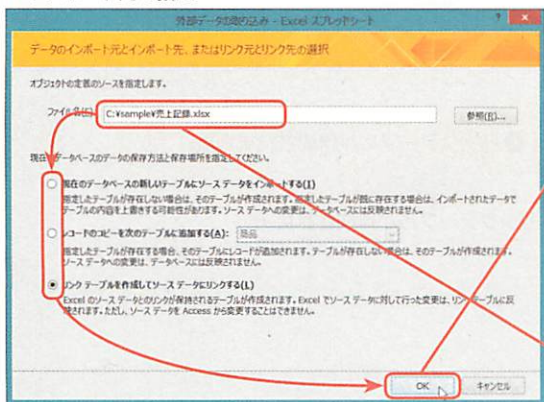 外部データの取り込み - Excel スプレッドシート
データのインポート元とインポート先、またはリンク元とリンク先の選択
オブジェクトの定義のソースを指定します。
ファイル名(F): C:¥sample¥売上記録.xlsx 参照(R)...
現在のデータベースのデータの保存方法と保存場所を指定してください。
現在のデータベースの新しいテーブルにソース データをインポートする(I)
指定したテーブルが存在しない場合は、そのテーブルが作成されます。指定したテーブルが既に存在する場合は、インポートされたデータで
テーブルの内容を上書きする可能性があります。ソース データへの変更は、データベースには反映されません。
レコードのコピーを次のテーブルに追加する(A): 商品
指定したテーブルが存在する場合、そのテーブルにレコードが追加されます。テーブルが存在しない場合は、そのテーブルが作成されます。
ソース データへの変更は、データベースには反映されません。
リンク テーブルを作成してソース データにリンクする(L)
Excel のソース データとのリンクが保持されるテーブルが作成されます。Excel でソース データに対して行った変更は、リンク テーブルに反
映されます。ただし、ソース データを Access から変更することはできません。
OK キャンセル